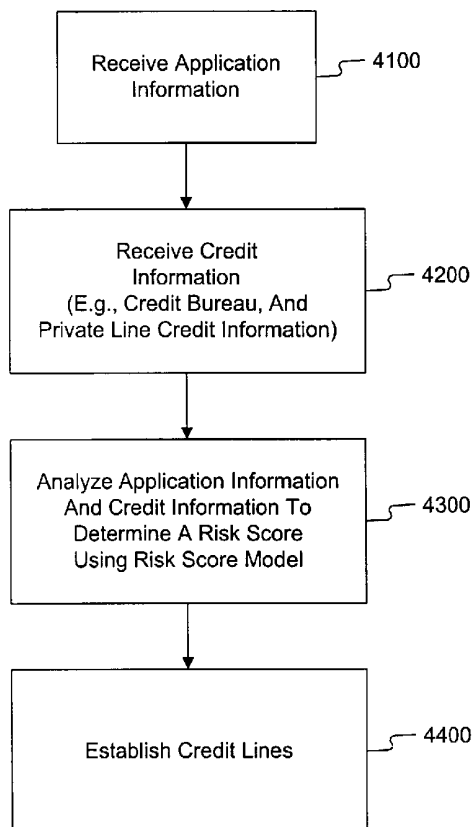 Receive Application
Information
4100
Receive Credit
Information
(E.g., Credit Bureau, And
Private Line Credit Information)
4200
Analyze Application Information
And Credit Information To
Determine A Risk Score
Using Risk Score Model
4300
Establish Credit Lines
4400